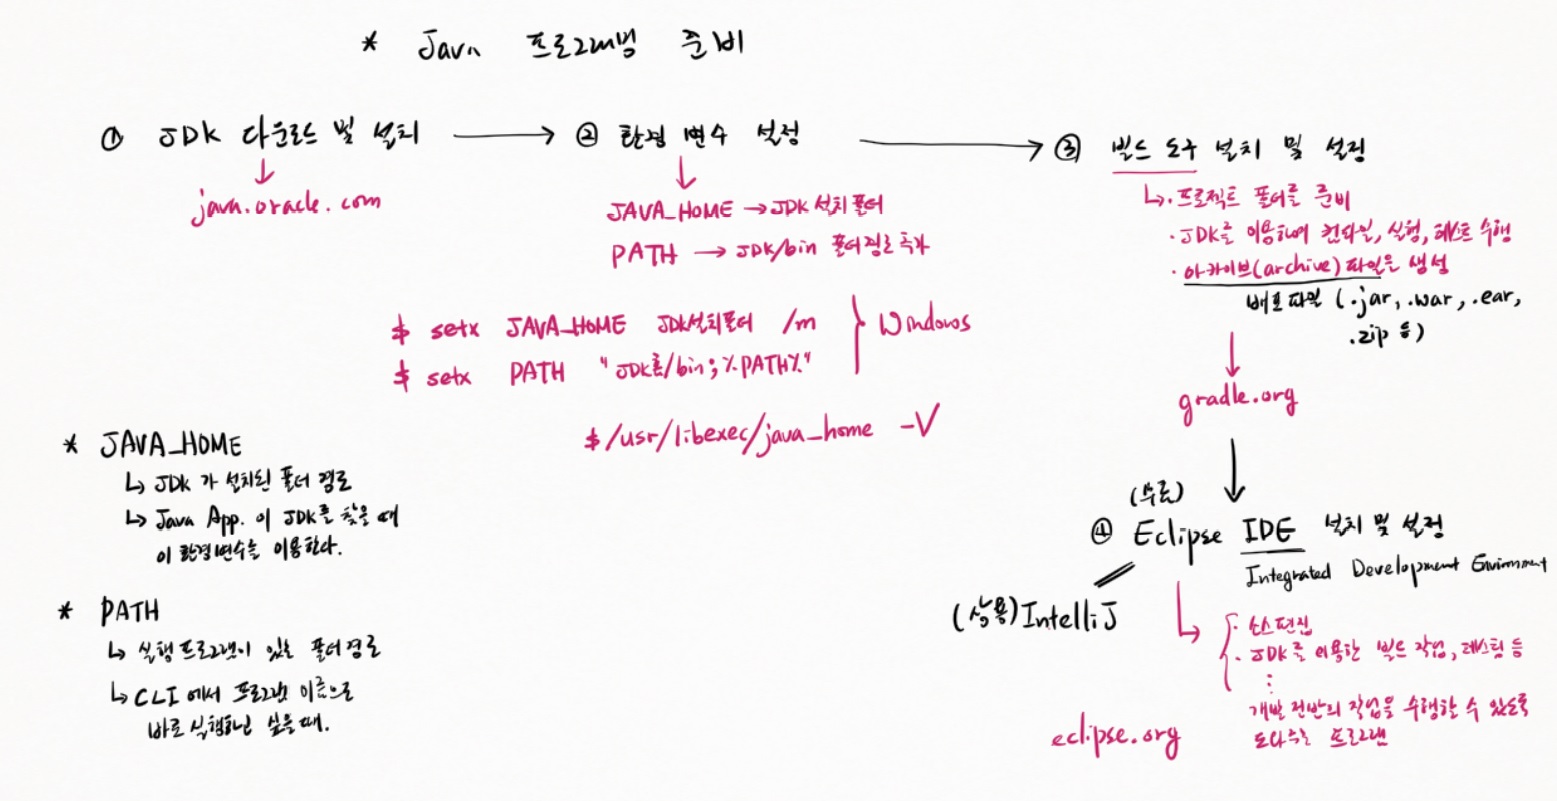 * Java 프로그래밍 준비
① JDK 다운로드 및 설치 → ② 환경 변수 설정 → ③ 빌드 도구 설치 및 설정
↓
java.oracle.com
↓
JAVA_HOME → JDK 설치 폴더
PATH → JDK/bin 폴더 경로 추가
$ setx JAVA_HOME JDK설치폴더 /m
$ setx PATH "JDK홈/bin;%PATH%"
} Windows
$ /usr/libexec/java_home -V
↳ · 프로젝트 폴더를 준비
· JDK를 이용하여 컴파일, 실행, 테스트 수행
· 아카이브(archive) 파일을 생성
배포 파일 (.jar, .war, .ear,
.zip 등)
↓
gradle.org
↓
(무료)
④ Eclipse IDE 설치 및 설정
Integrated Development Environment
(상용) IntelliJ
↳ · 소스편집
· JDK를 이용한 빌드 작업, 테스팅 등
⋮
개발 전반의 작업을 수행할 수 있도록
도와주는 프로그램
eclipse.org
* JAVA_HOME
↳ JDK가 설치된 폴더 경로
↳ Java App. 이 JDK를 찾을 때
이 환경변수를 이용한다.
* PATH
↳ 실행 프로그램이 있는 폴더 경로
↳ CLI 에서 프로그램 이름으로
바로 실행하고 싶을 때.